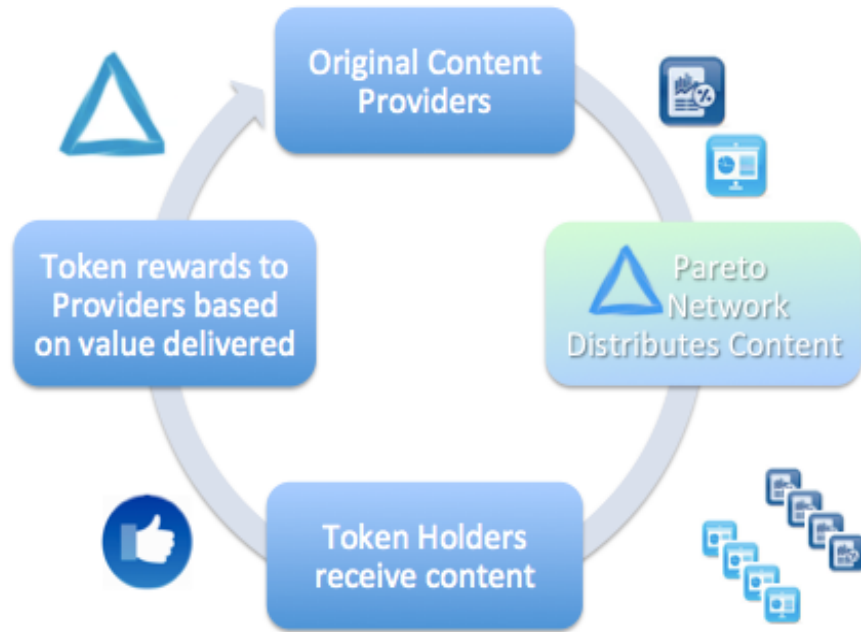 Original Content
Providers
Pareto
Network
Distributes Content
Token Holders
receive content
Token rewards to
Providers based
on value delivered